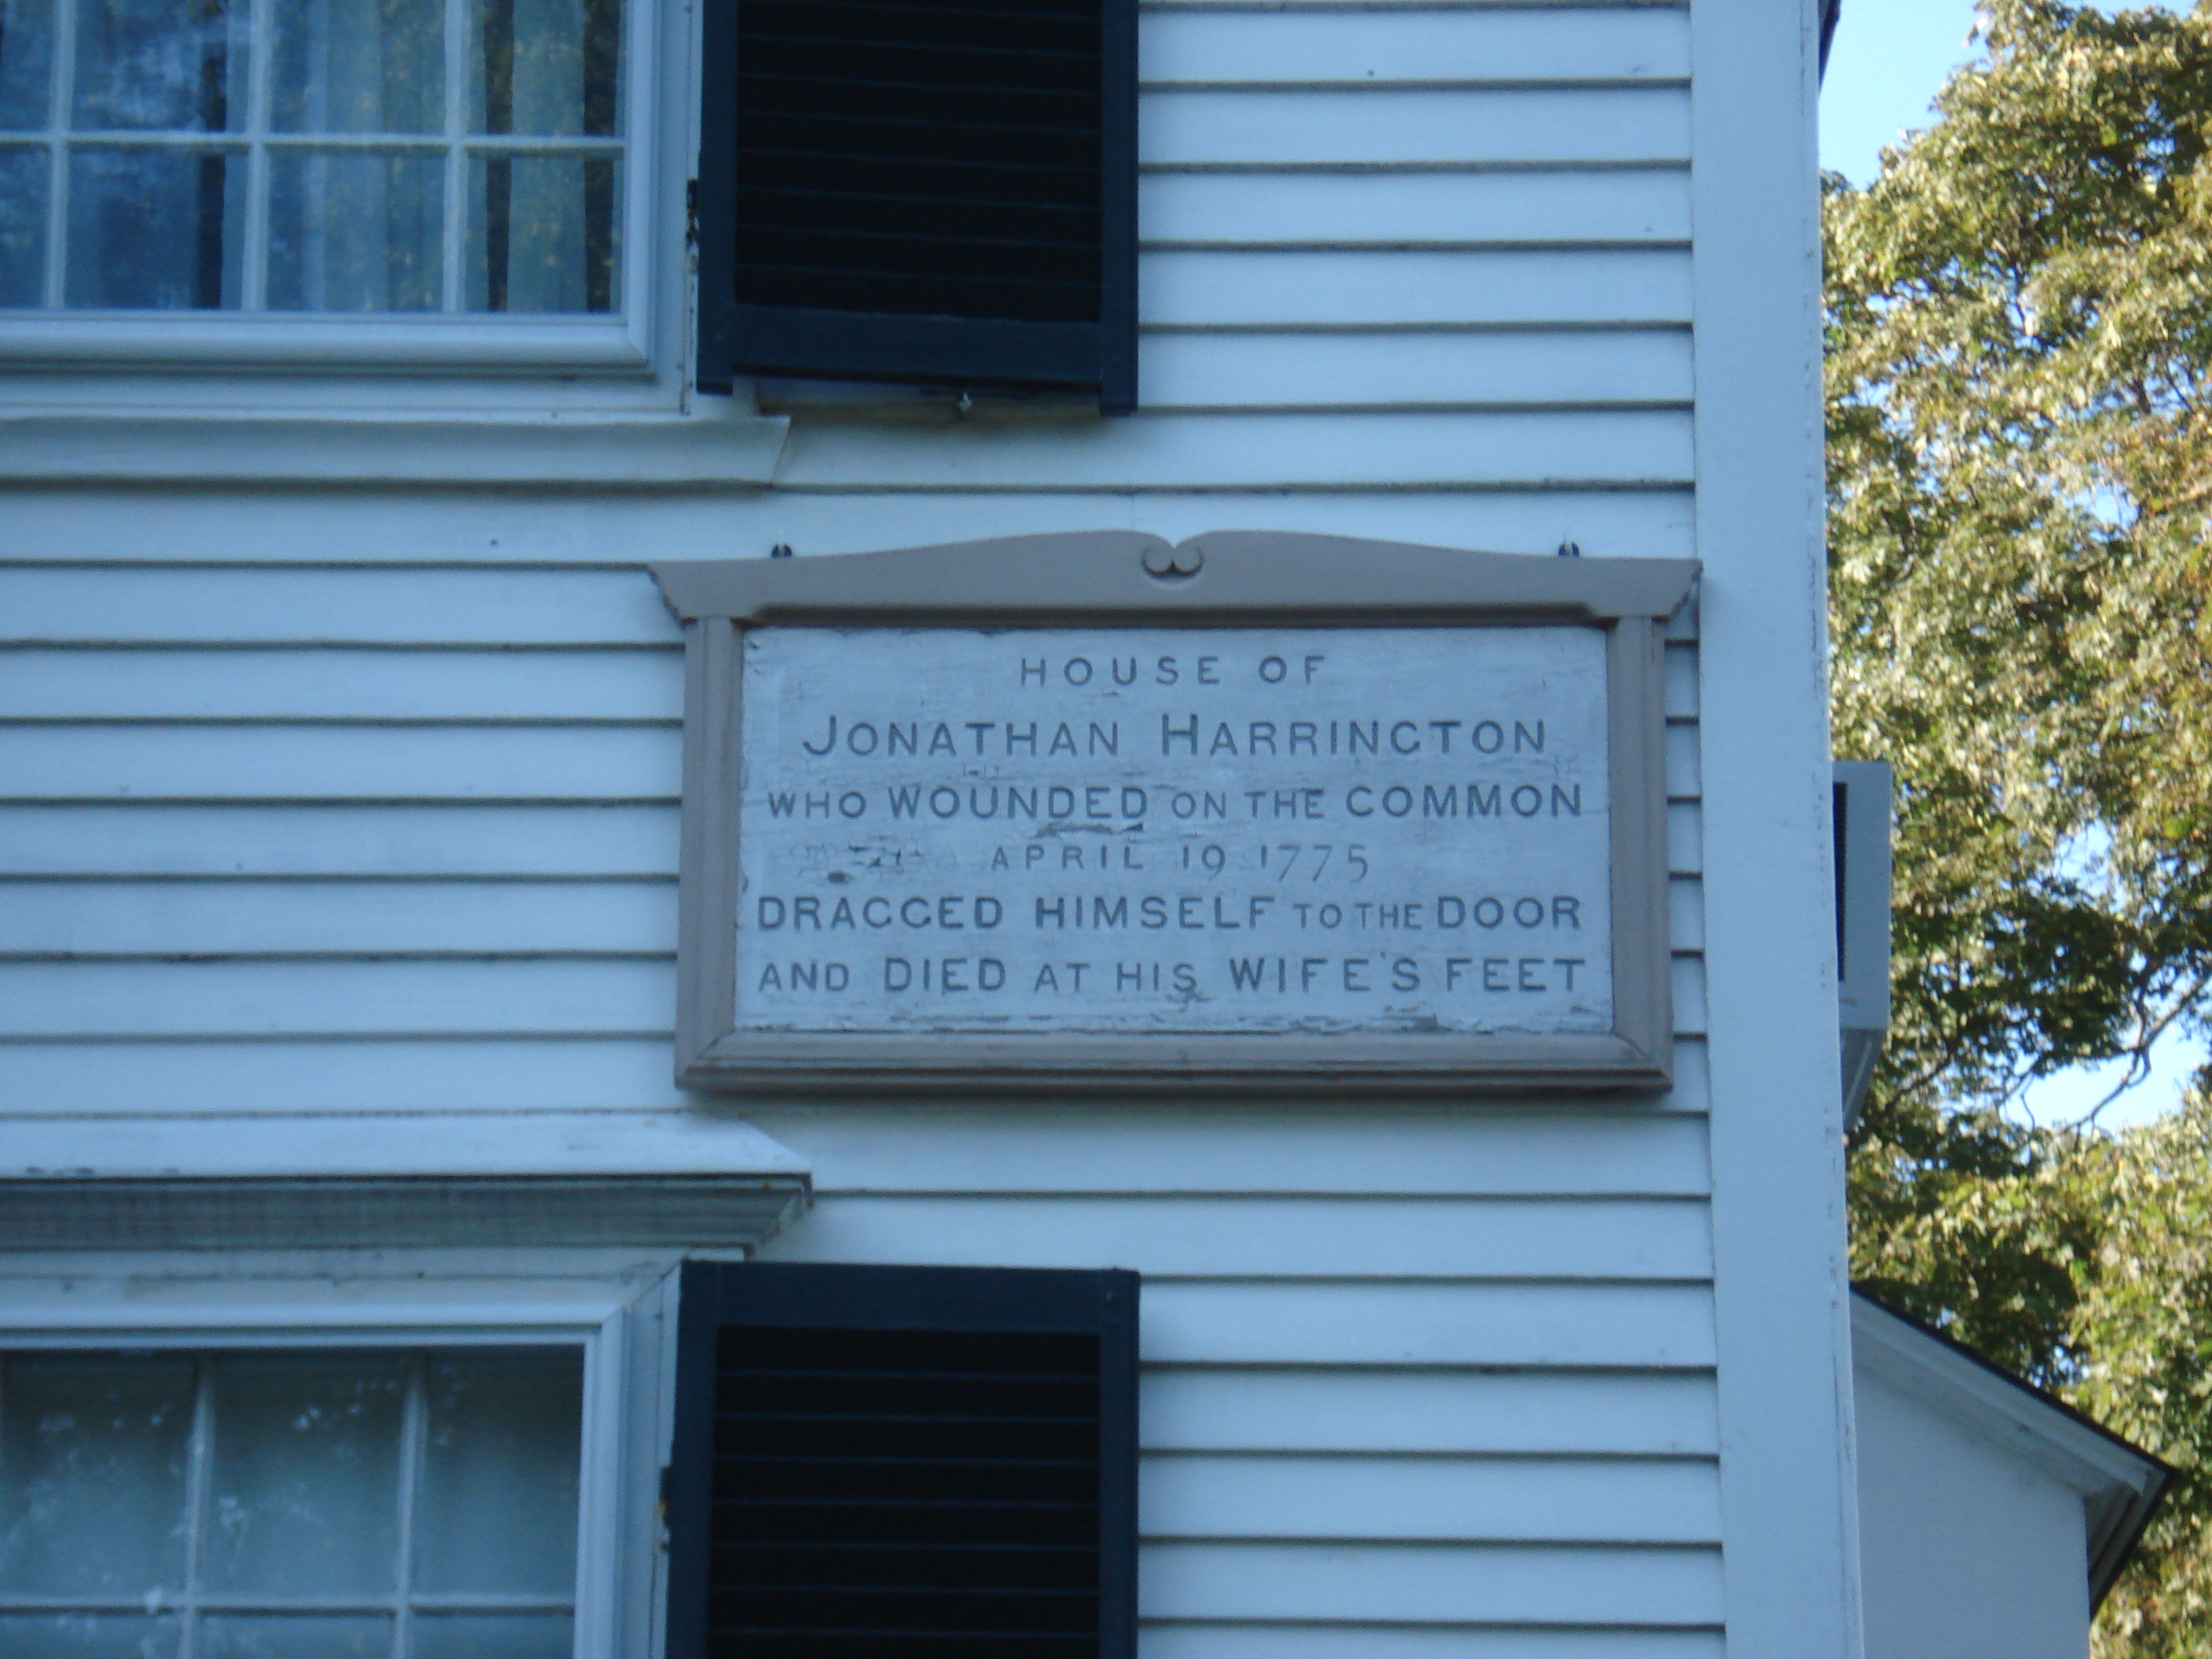 HOUSE OF
JONATHAN HARRINGTON
WHO WOUNDED ON THE COMMON
APRIL 19 1775
DRAGGED HIMSELF TO THE DOOR
AND DIED AT HIS WIFE'S FEET